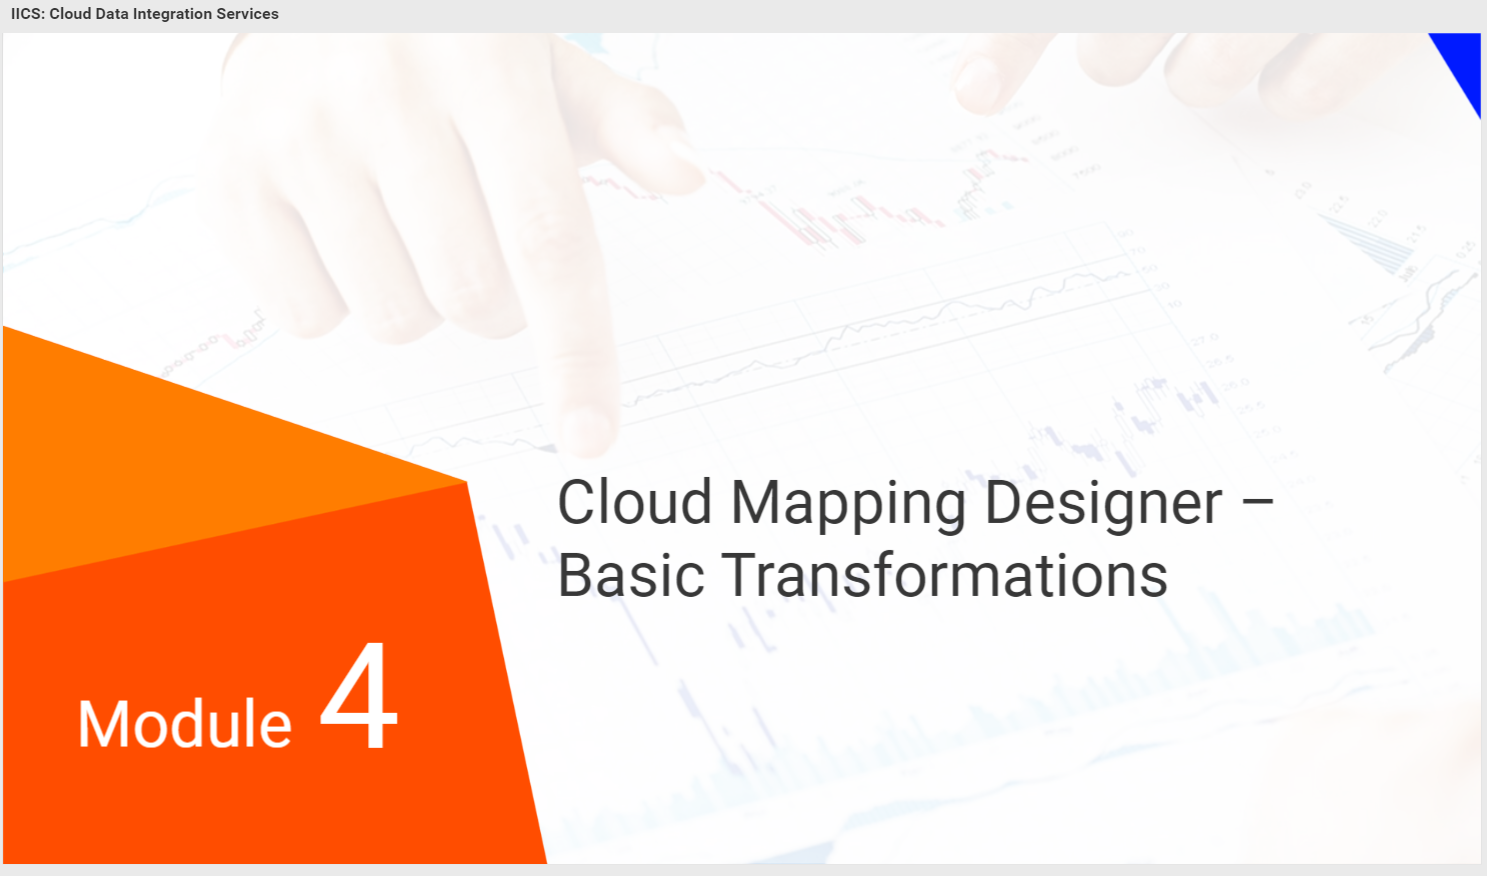 IICS: Cloud Data Integration Services
Cloud Mapping Designer –
Basic Transformations
Module 4